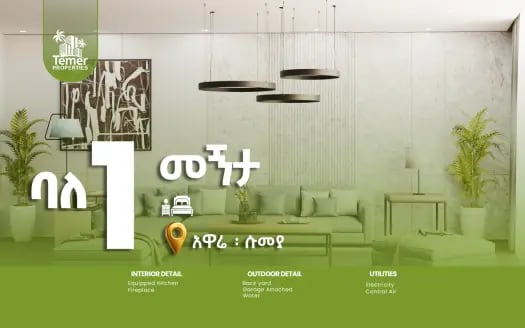 Temer
PROPERTIES
ባለ 1 መኝታ
አዋሬ : ሱመያ
INTERIOR DETAIL
Equipped Kitchen
Fireplace
OUTDOOR DETAIL
Back yard
Garage Attached
Water
UTILITIES
Electricity
Central Air